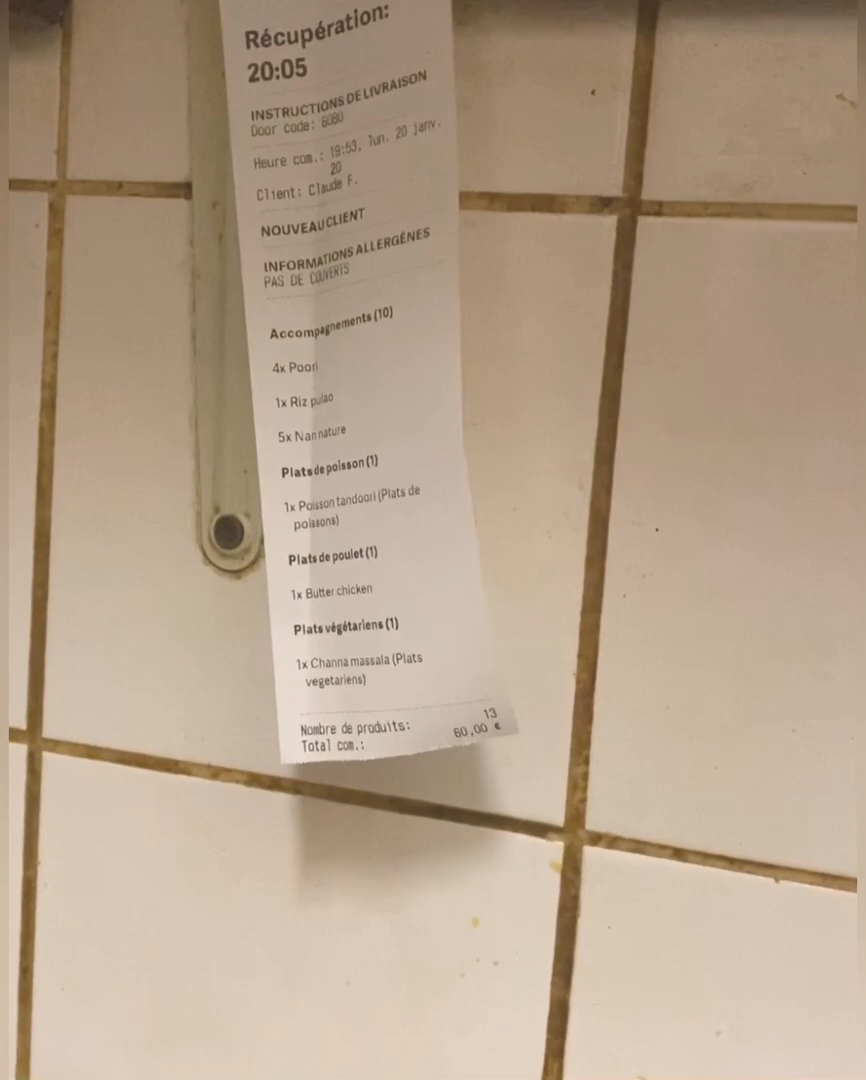 Récupération:
20:05
INSTRUCTIONS DE LIVRAISON
Door code: 6080
Heure com.: 19:53, lun. 20 janv.
20
Client: Claude F.
NOUVEAU CLIENT
INFORMATIONS ALLERGÈNES
PAS DE COUVERTS
Accompagnements (10)
4x Poori
1x Riz pulao
5x Nan nature
Plats de poisson (1)
1x Poisson tandoori (Plats de
poissons)
Plats de poulet (1)
1x Butter chicken
Plats végétariens (1)
1x Channa massala (Plats
vegetariens)
Nombre de produits: 13
Total com.: 60,00 €